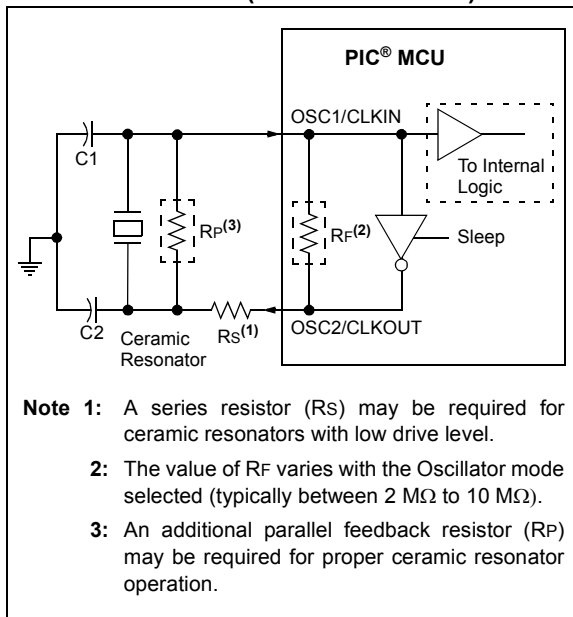 PIC® MCU
OSC1/CLKIN
C1
To Internal
Logic
RP(3)
RF(2)
Sleep
C2
Ceramic
Resonator
RS(1)
OSC2/CLKOUT
Note 1: A series resistor (RS) may be required for
ceramic resonators with low drive level.
2: The value of RF varies with the Oscillator mode
selected (typically between 2 MΩ to 10 MΩ).
3: An additional parallel feedback resistor (RP)
may be required for proper ceramic resonator
operation.